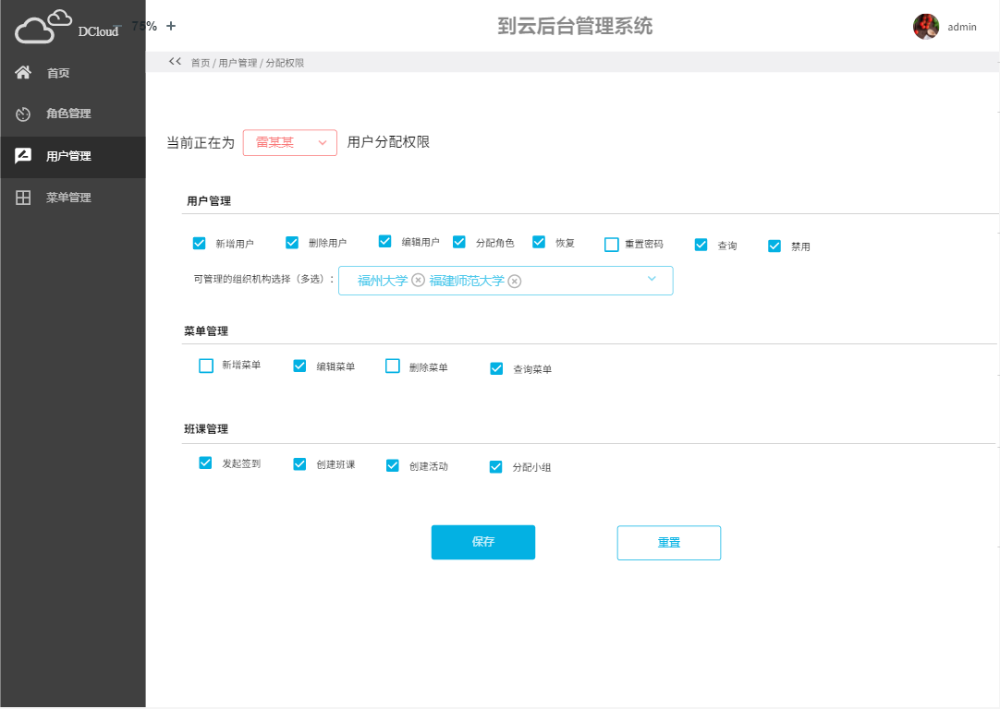 DCloud
75% +
到云后台管理系统
admin
首页
角色管理
用户管理
菜单管理
<< 首页 / 用户管理 / 分配权限
当前正在为 雷某某 用户分配权限
用户管理
新增用户 删除用户 编辑用户 分配角色 恢复 重置密码 查询 禁用
可管理的组织机构选择（多选）: 福州大学 福建师范大学
菜单管理
新增菜单 编辑菜单 删除菜单 查询菜单
班课管理
发起签到 创建班课 创建活动 分配小组
保存 重置